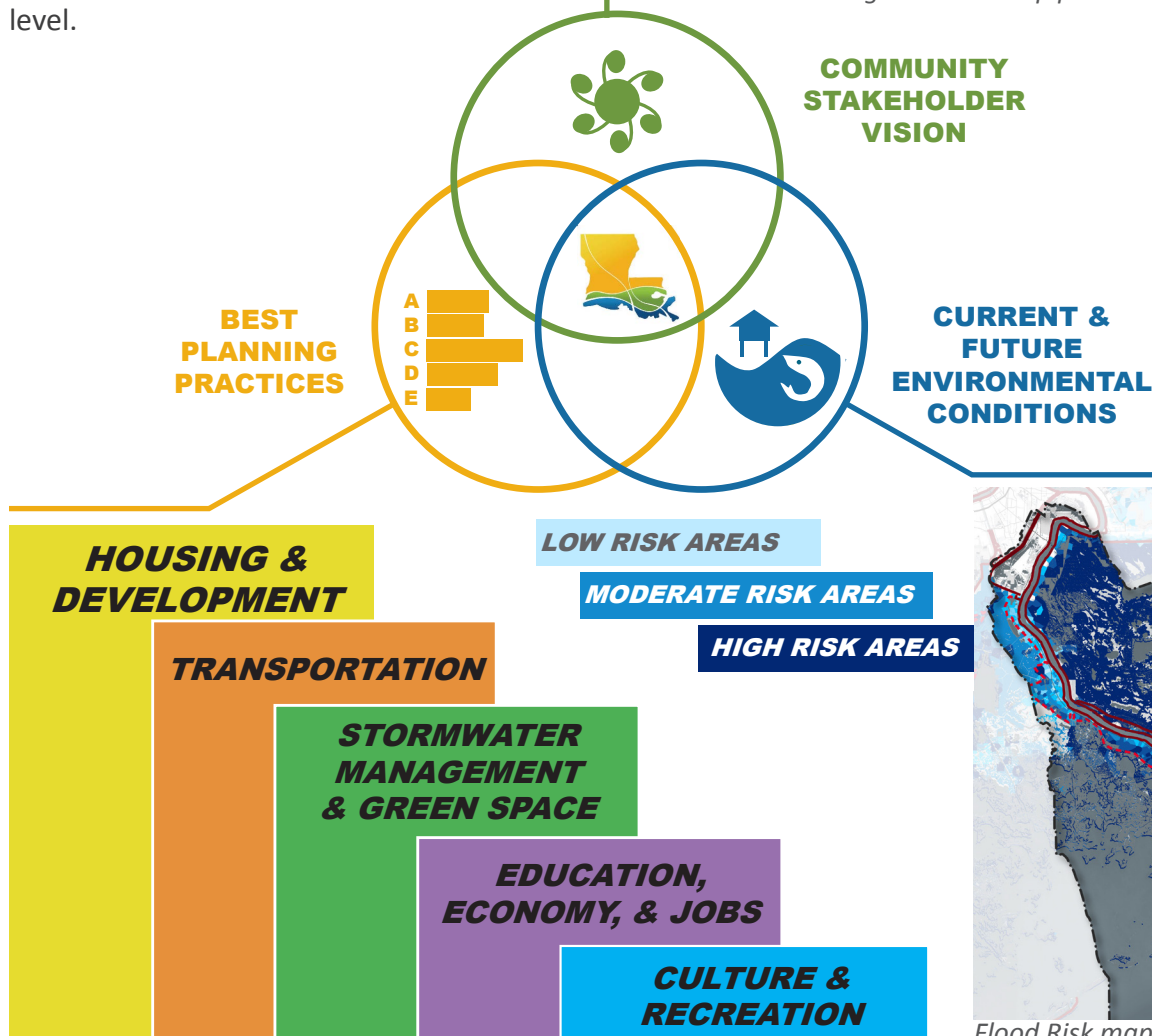 level.
COMMUNITY
STAKEHOLDER
VISION
BEST
PLANNING
PRACTICES
A
B
C
D
E
CURRENT &
FUTURE
ENVIRONMENTAL
CONDITIONS
HOUSING &
DEVELOPMENT
TRANSPORTATION
STORMWATER
MANAGEMENT
& GREEN SPACE
EDUCATION,
ECONOMY, & JOBS
CULTURE &
RECREATION
LOW RISK AREAS
MODERATE RISK AREAS
HIGH RISK AREAS
Flood Risk map